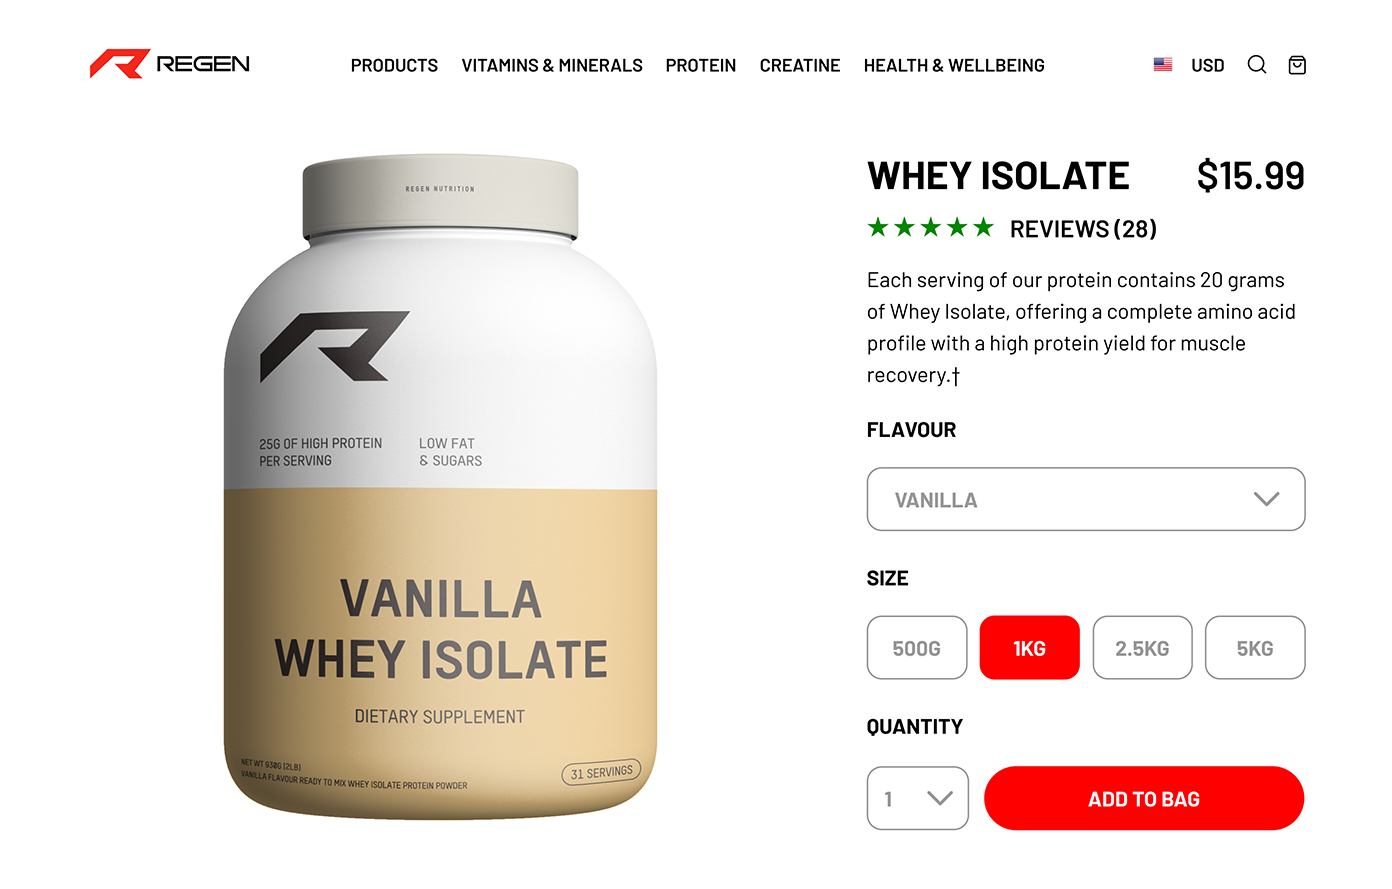 REGEN
PRODUCTS VITAMINS & MINERALS PROTEIN CREATINE HEALTH & WELLBEING
USD
REGEN NUTRITION
25G OF HIGH PROTEIN
PER SERVING
LOW FAT
& SUGARS
VANILLA
WHEY ISOLATE
DIETARY SUPPLEMENT
NET WT 930G (2LB)
VANILLA FLAVOUR READY TO MIX WHEY ISOLATE PROTEIN POWDER
31 SERVINGS
WHEY ISOLATE $15.99
REVIEWS (28)
Each serving of our protein contains 20 grams
of Whey Isolate, offering a complete amino acid
profile with a high protein yield for muscle
recovery.†
FLAVOUR
VANILLA
SIZE
500G 1KG 2.5KG 5KG
QUANTITY
1
ADD TO BAG